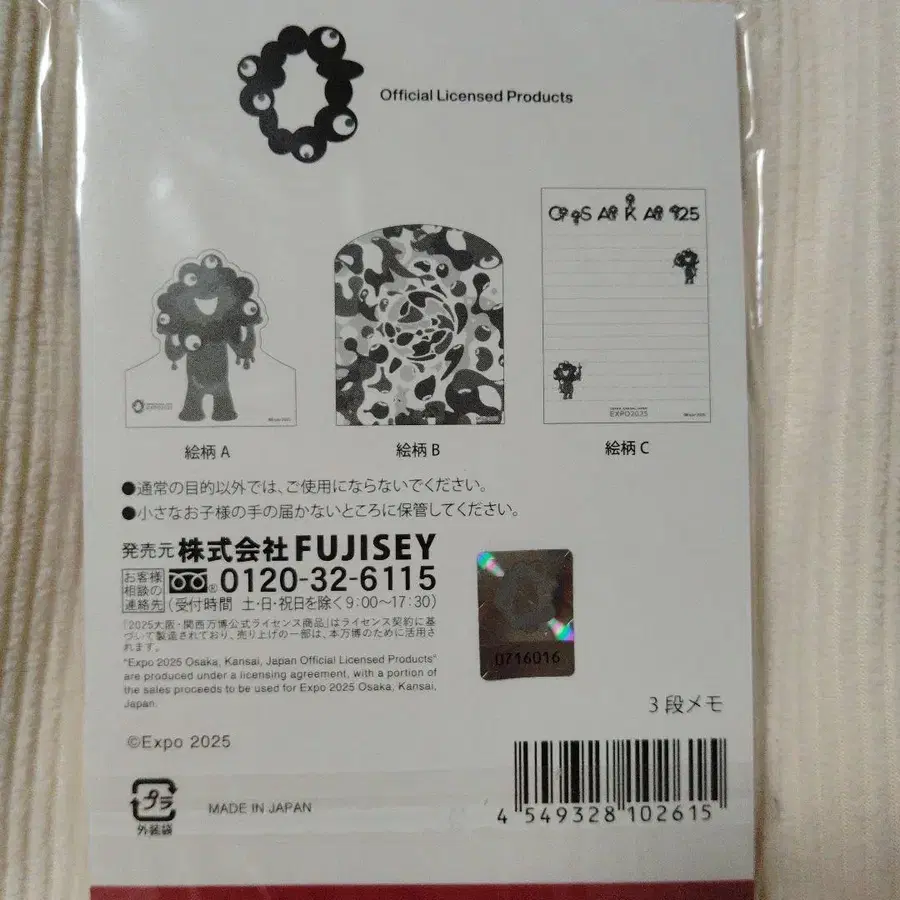 Official Licensed Products
EXPO2025
絵柄 A
絵柄 B
絵柄 C
●通常の目的以外では、ご使用にならないでください。
●小さなお子様の手の届かないところに保管してください。
発売元 株式会社FUJISEY
お客様相談の連絡先 ® 0120-32-6115
(受付時間 土・日・祝日を除く9:00〜17:30)
「2025大阪・関西万博公式ライセンス商品」はライセンス契約に基
づいて製造されており、売り上げの一部は、本万博のために活用さ
れます。
"Expo 2025 Osaka, Kansai, Japan Official Licensed Products"
are produced under a licensing agreement, with a portion of
the sales proceeds to be used for Expo 2025 Osaka, Kansai,
Japan.
0716016
3段メモ
©Expo 2025
プラ
外装袋
MADE IN JAPAN
4 549328 102615